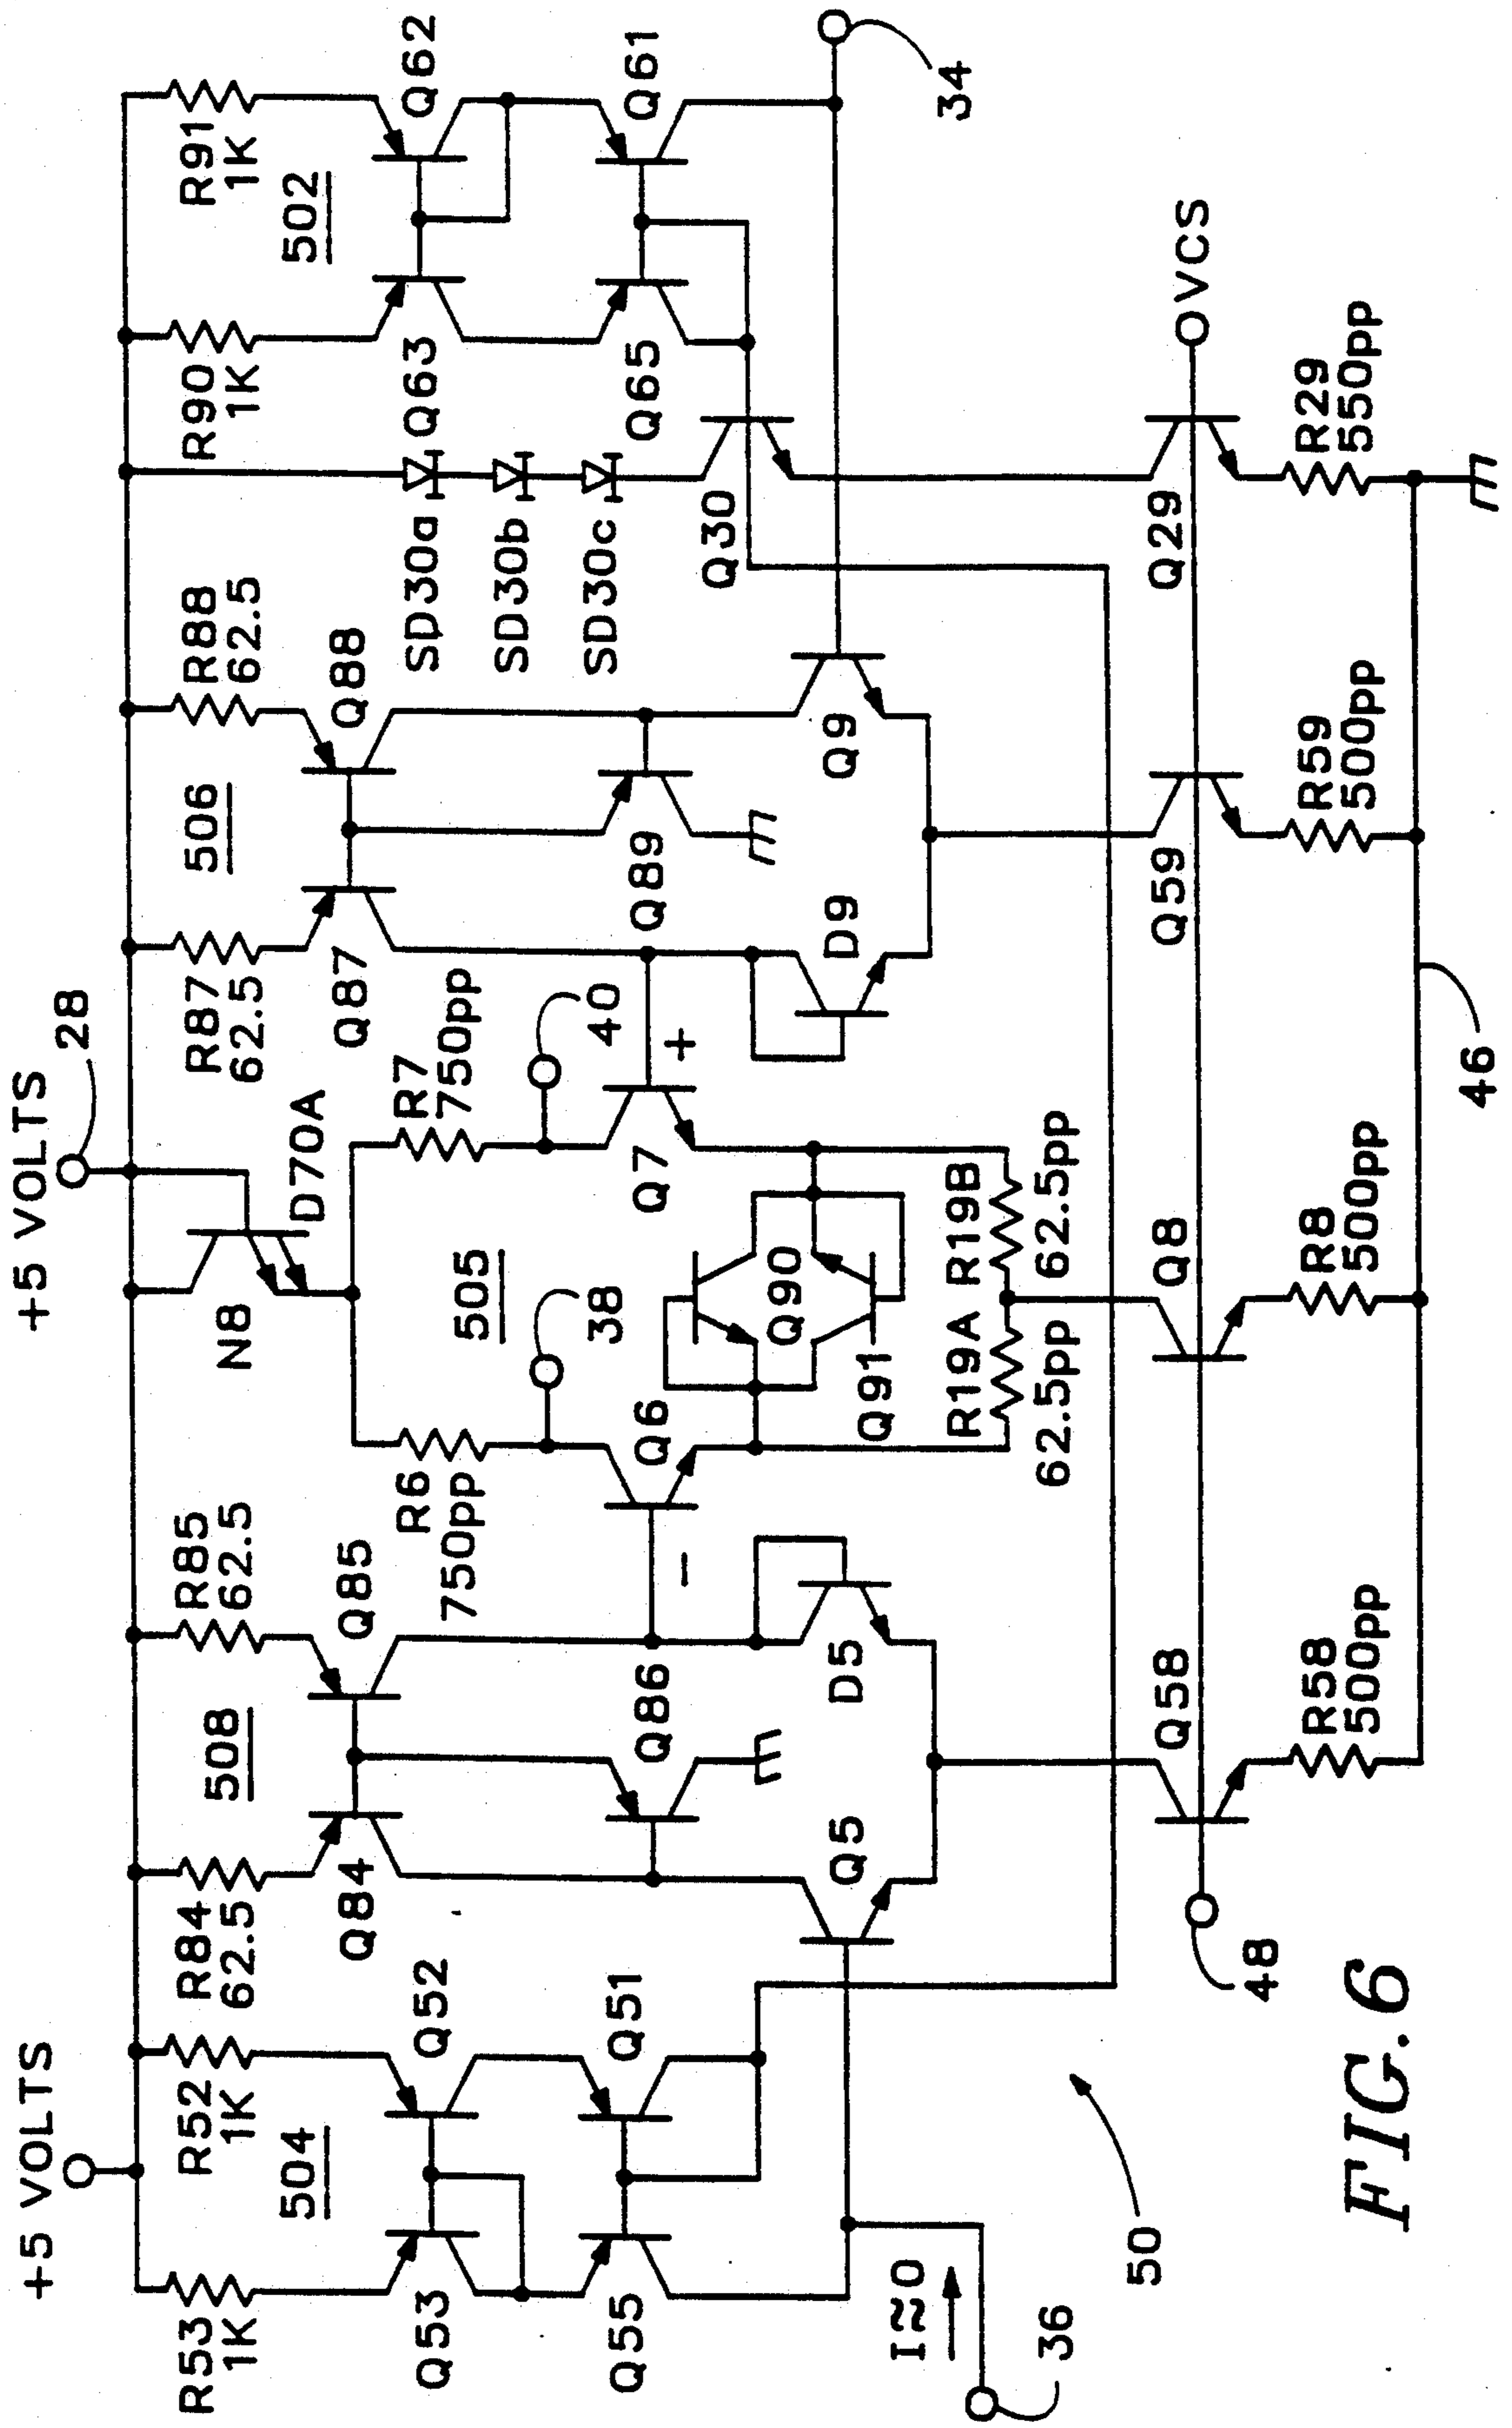 +5 VOLTS
+5 VOLTS
28
R53
1K
R52
1K
504
Q53
Q52
Q55
Q51
I≈0
36
50
R84
62.5
R85
62.5
508
Q84
Q85
Q86
Q5
D5
N8
D70A
R6
750pp
R7
750pp
505
38
40
Q6
Q7
−
+
Q90
Q91
R19A
62.5pp
R19B
62.5pp
R87
62.5
R88
62.5
506
Q87
Q88
Q89
D9
Q9
SD30a
SD30b
SD30c
Q30
R90
1K
R91
1K
502
Q63
Q62
Q65
Q61
34
48
Q58
Q8
Q59
Q29
VCS
R58
500pp
R8
500pp
R59
500pp
R29
550pp
46
FIG. 6